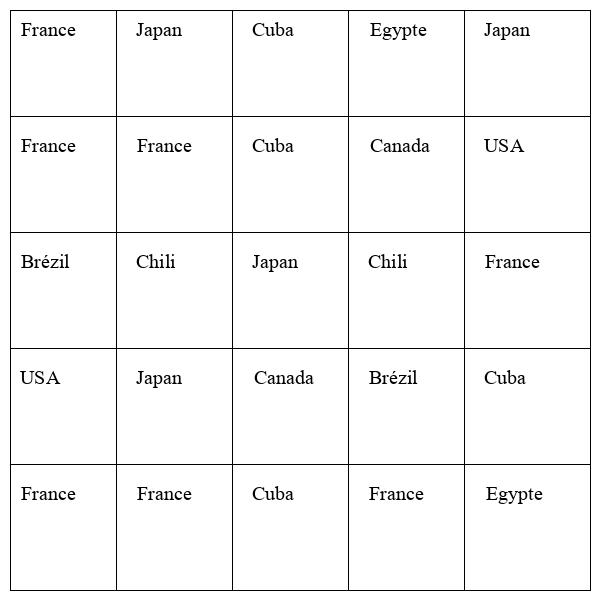 France Japan Cuba Egypte Japan
France France Cuba Canada USA
Brézil Chili Japan Chili France
USA Japan Canada Brézil Cuba
France France Cuba France Egypte